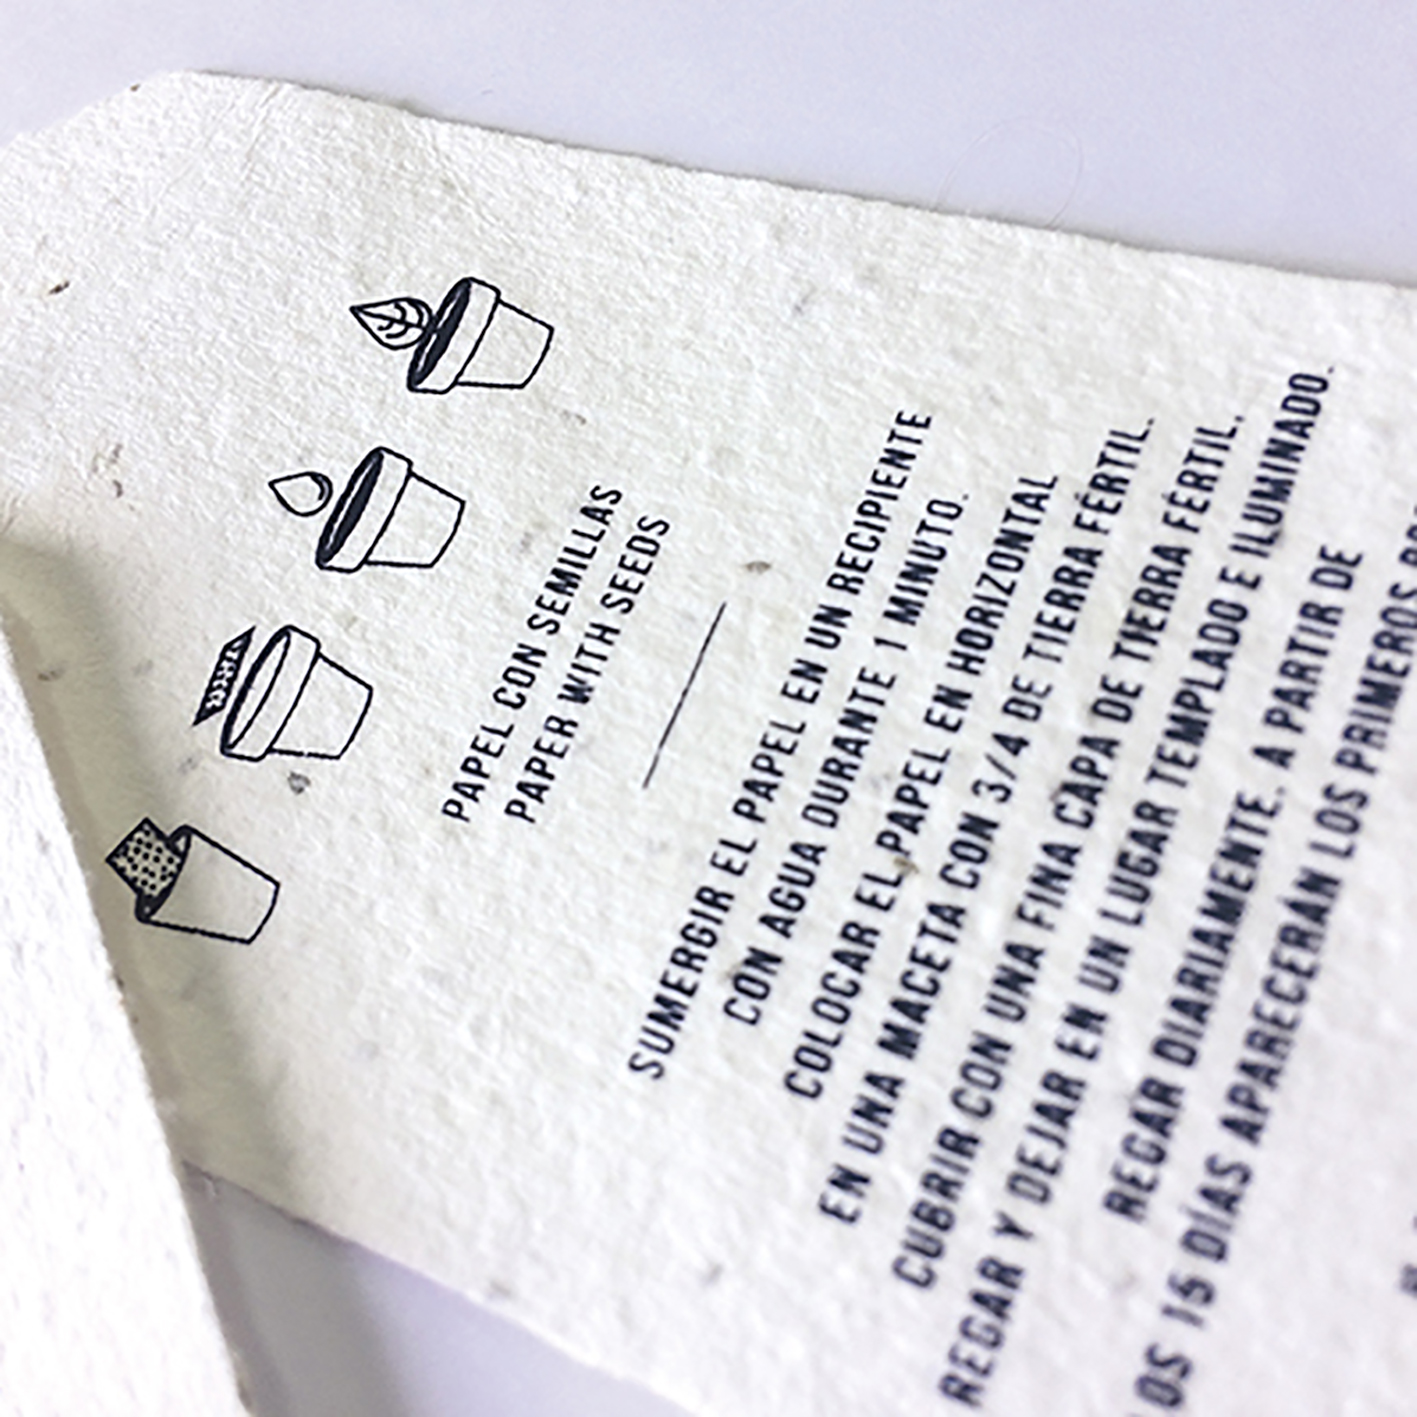 PAPEL CON SEMILLAS
PAPER WITH SEEDS
SUMERGIR EL PAPEL EN UN RECIPIENTE
CON AGUA DURANTE 1 MINUTO.
COLOCAR EL PAPEL EN HORIZONTAL
EN UNA MACETA CON 3/4 DE TIERRA FÉRTIL.
CUBRIR CON UNA FINA CAPA DE TIERRA FÉRTIL,
REGAR Y DEJAR EN UN LUGAR TEMPLADO E ILUMINADO.
REGAR DIARIAMENTE. A PARTIR DE
LOS 15 DÍAS APARECERÁN LOS PRIMEROS